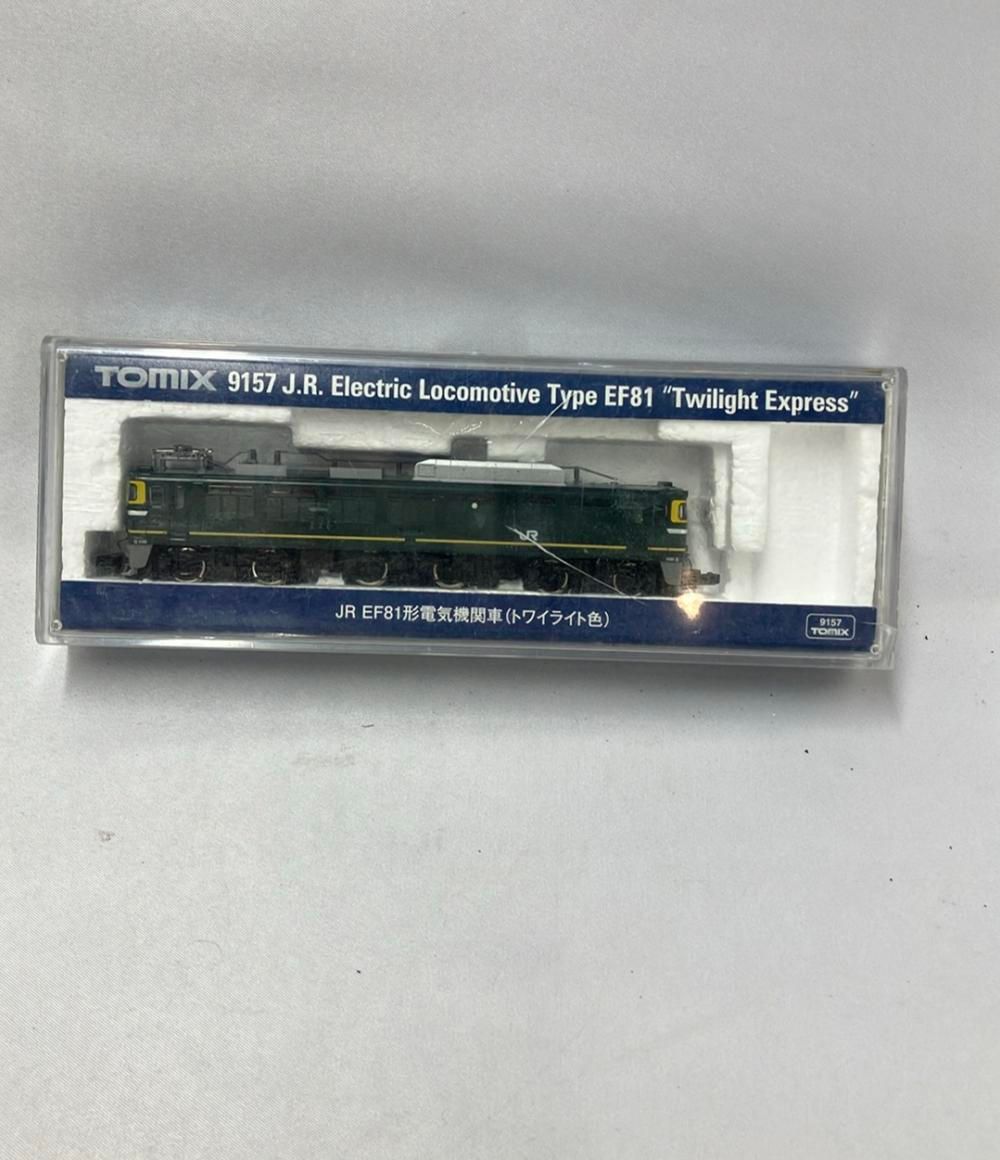 TOMIX 9157 J.R. Electric Locomotive Type EF81 "Twilight Express"
JR
JR EF81形電気機関車(トワイライト色)
9157
TOMIX